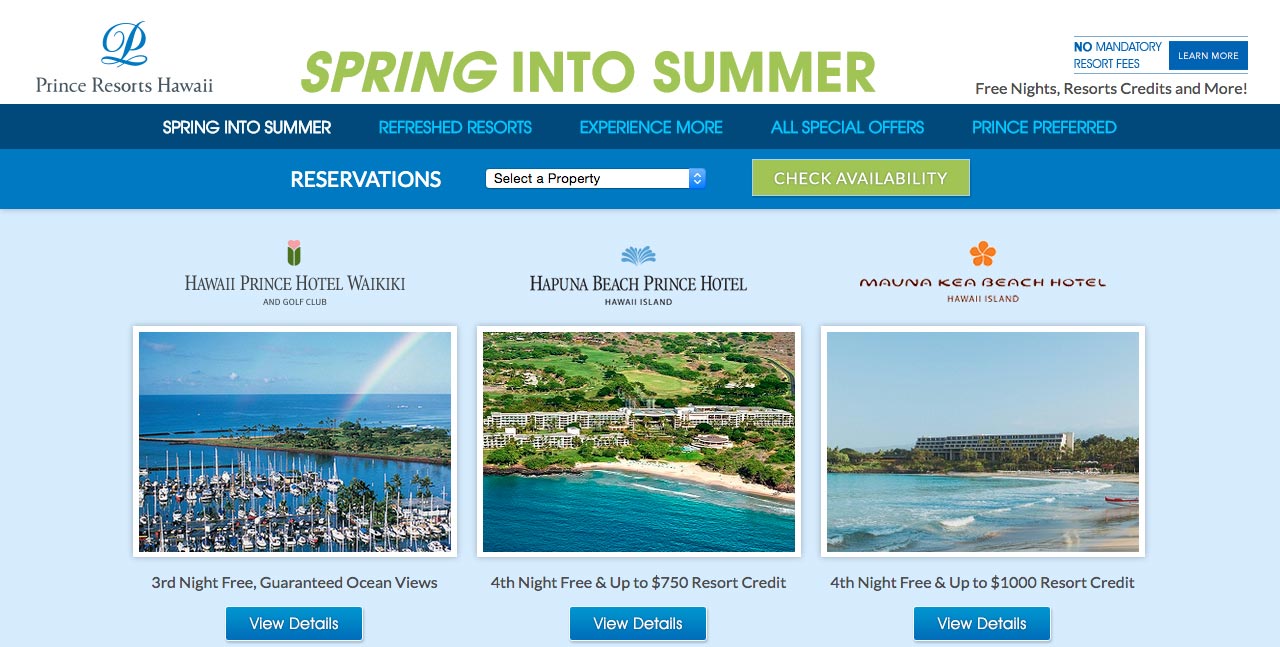 Prince Resorts Hawaii
SPRING INTO SUMMER
NO MANDATORY
RESORT FEES
LEARN MORE
Free Nights, Resorts Credits and More!
SPRING INTO SUMMER
REFRESHED RESORTS
EXPERIENCE MORE
ALL SPECIAL OFFERS
PRINCE PREFERRED
RESERVATIONS
Select a Property
CHECK AVAILABILITY
HAWAII PRINCE HOTEL WAIKIKI
AND GOLF CLUB
HAPUNA BEACH PRINCE HOTEL
HAWAII ISLAND
MAUNA KEA BEACH HOTEL
HAWAII ISLAND
3rd Night Free, Guaranteed Ocean Views
4th Night Free & Up to $750 Resort Credit
4th Night Free & Up to $1000 Resort Credit
View Details
View Details
View Details